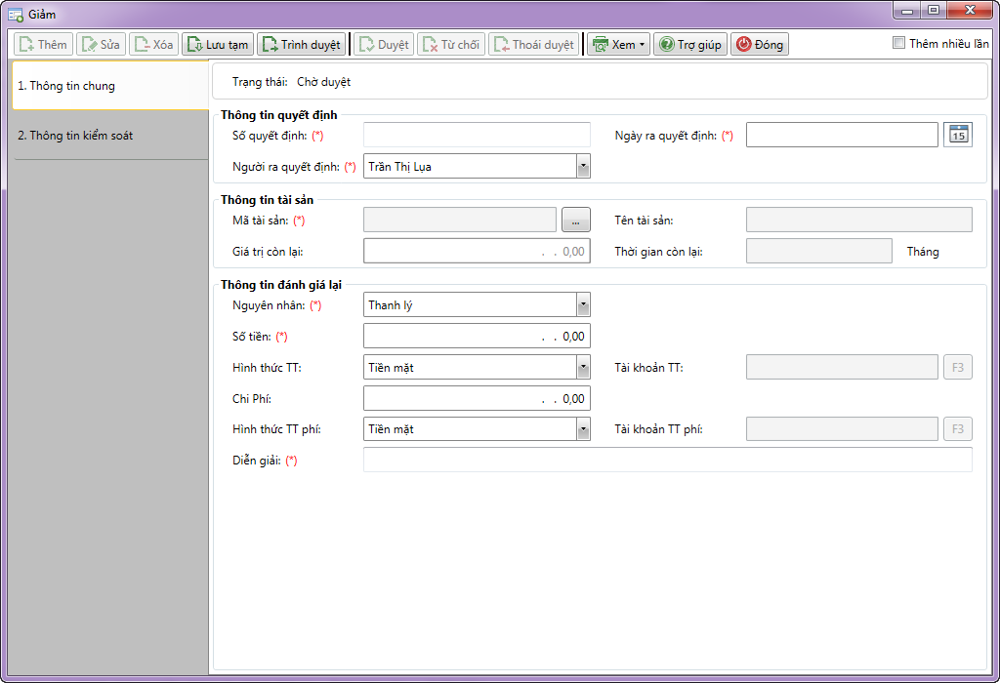 Giảm
Thêm Sửa Xóa Lưu tạm Trình duyệt Duyệt Từ chối Thoái duyệt Xem Trợ giúp Đóng Thêm nhiều lần
1. Thông tin chung
2. Thông tin kiểm soát
Trạng thái: Chờ duyệt
Thông tin quyết định
Số quyết định: (*) Ngày ra quyết định: (*) 15
Người ra quyết định: (*) Trần Thị Lụa
Thông tin tài sản
Mã tài sản: (*) ... Tên tài sản:
Giá trị còn lại: . . 0,00 Thời gian còn lại: Tháng
Thông tin đánh giá lại
Nguyên nhân: (*) Thanh lý
Số tiền: (*) . . 0,00
Hình thức TT: Tiền mặt Tài khoản TT: F3
Chi Phí: . . 0,00
Hình thức TT phí: Tiền mặt Tài khoản TT phí: F3
Diễn giải: (*)